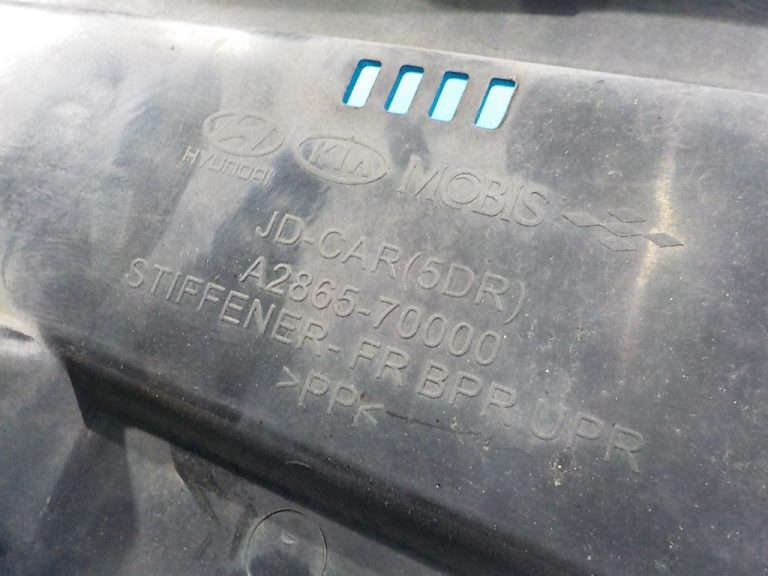 HYUNDAI KIA MOBIS
JD-CAR(5DR)
A2865-70000
STIFFENER- FR BPR UPR
>PP<